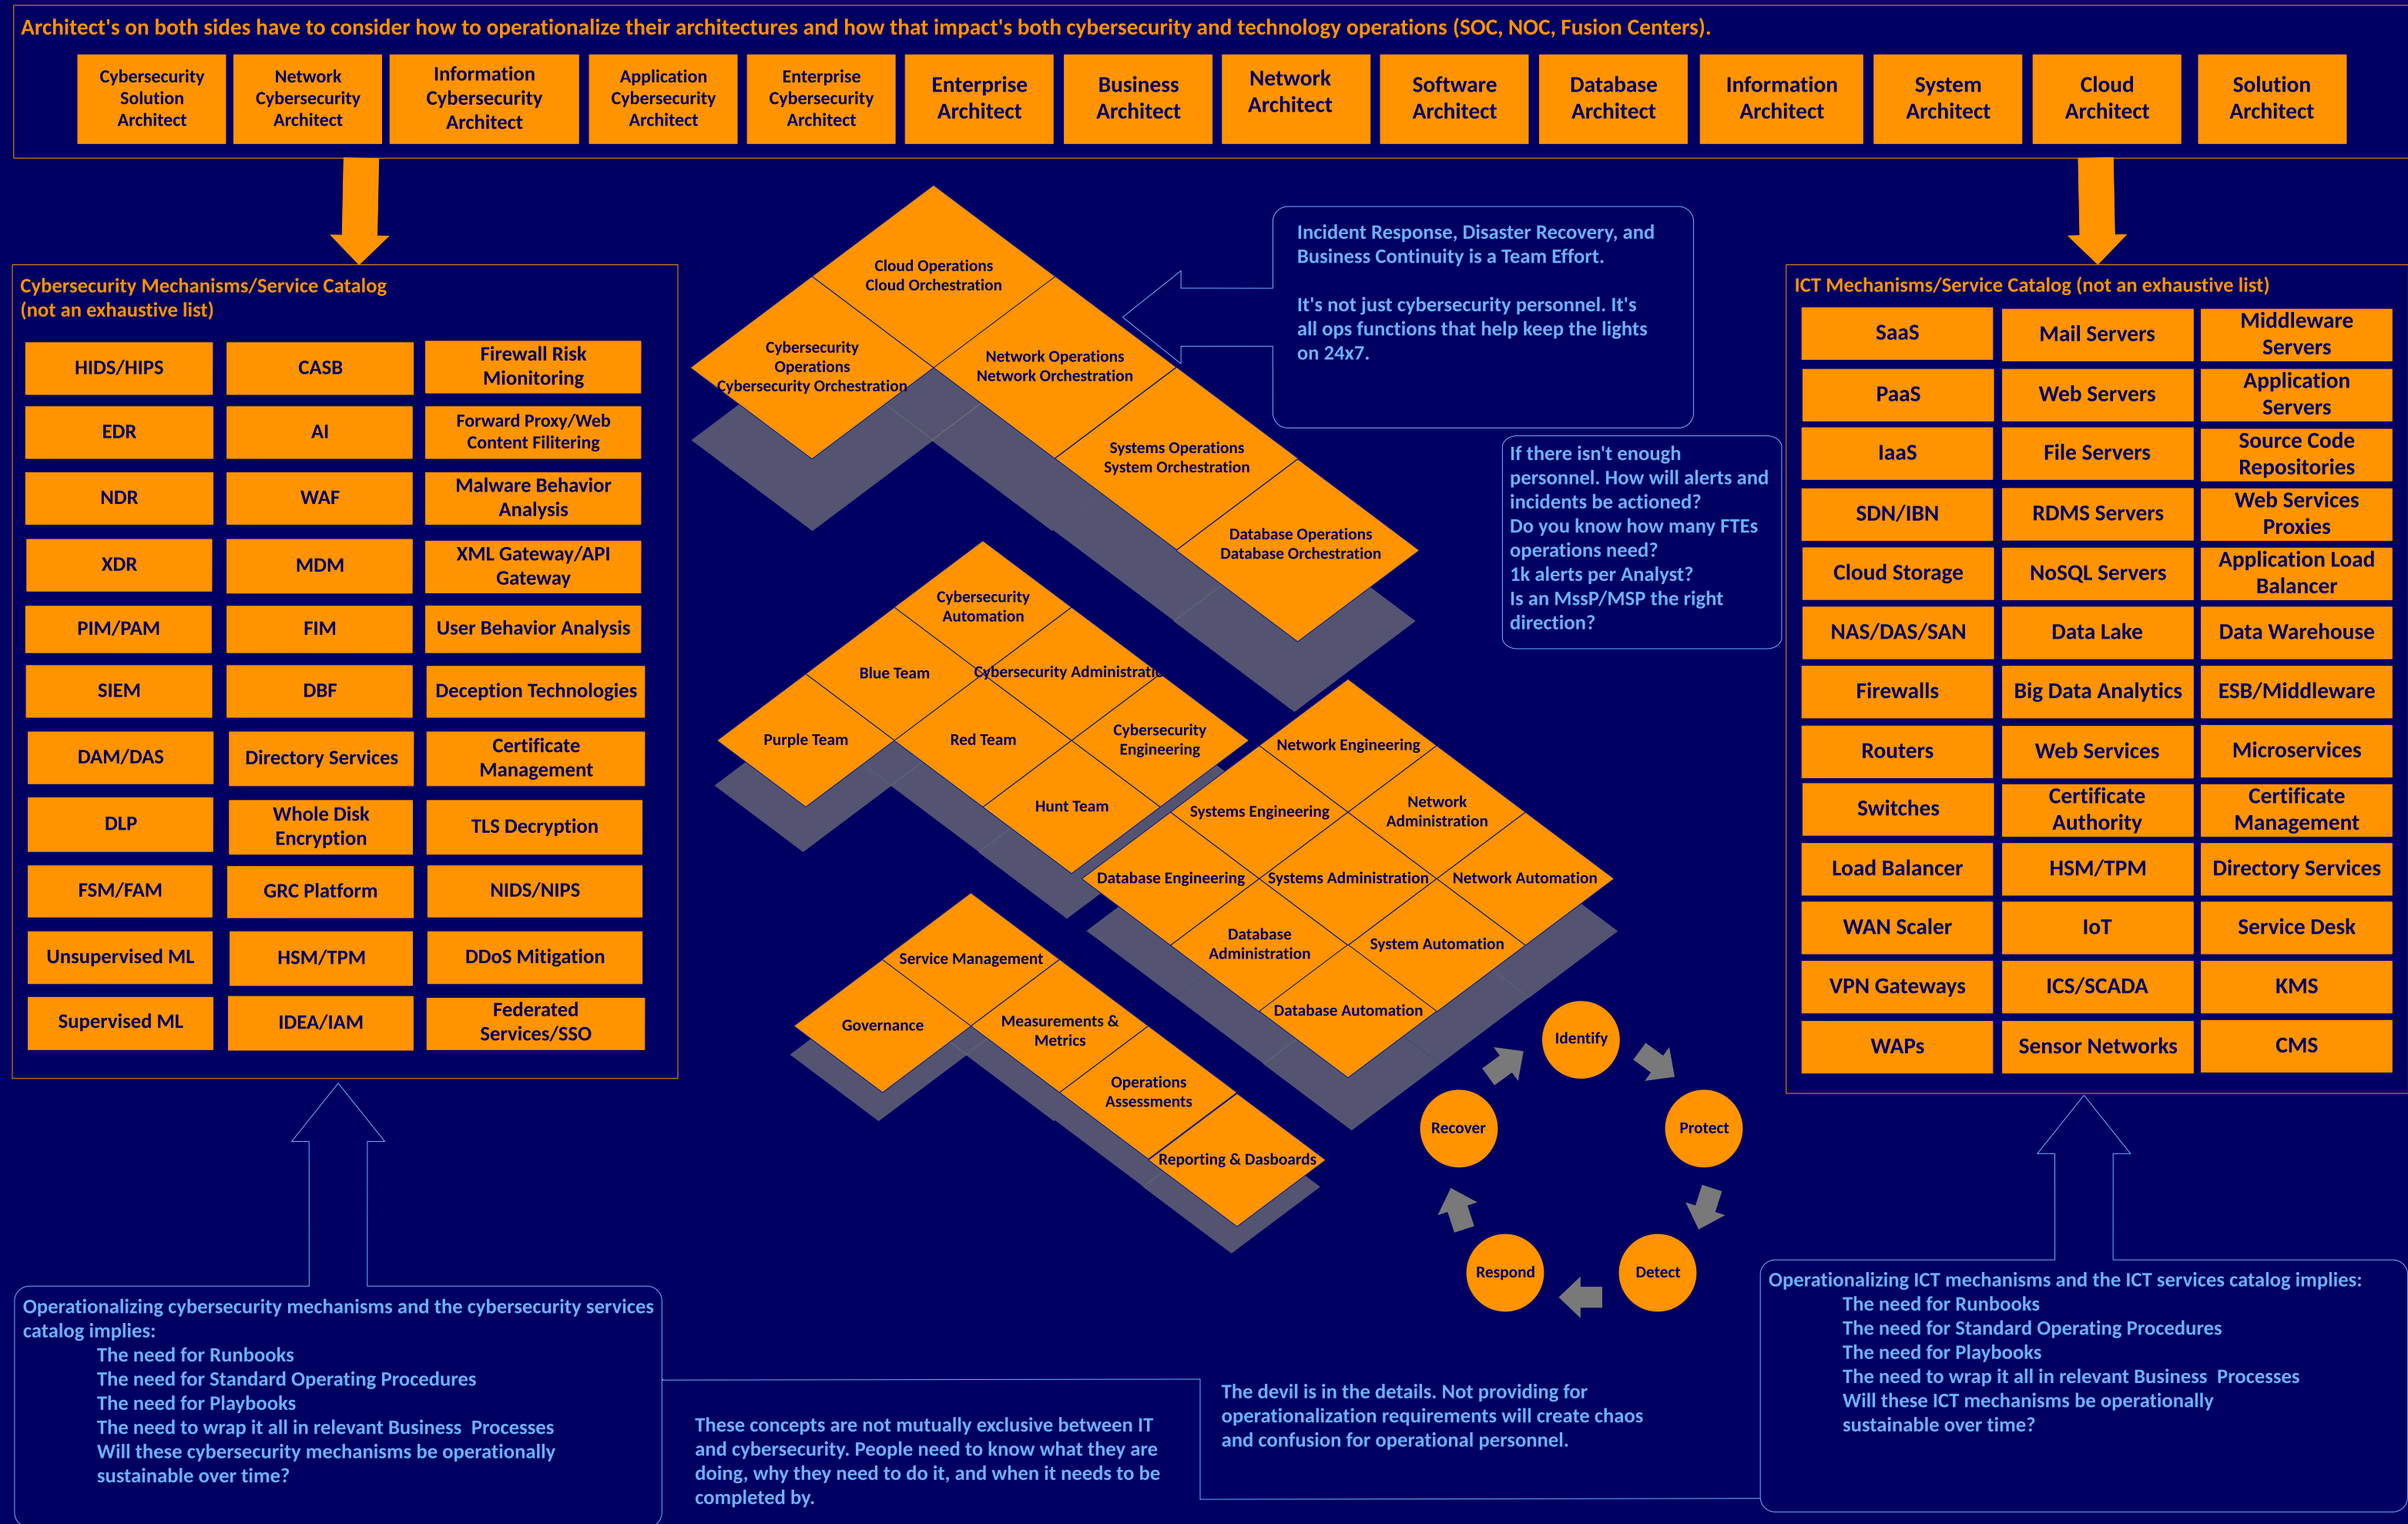 Architect's on both sides have to consider how to operationalize their architectures and how that impact's both cybersecurity and technology operations (SOC, NOC, Fusion Centers).
Cybersecurity
Solution
Architect
Network
Cybersecurity
Architect
Information
Cybersecurity
Architect
Application
Cybersecurity
Architect
Enterprise
Cybersecurity
Architect
Enterprise
Architect
Business
Architect
Network
Architect
Software
Architect
Database
Architect
Information
Architect
System
Architect
Cloud
Architect
Solution
Architect
Cybersecurity Mechanisms/Service Catalog
(not an exhaustive list)
HIDS/HIPS
CASB
Firewall Risk
Mionitoring
EDR
AI
Forward Proxy/Web
Content Filitering
NDR
WAF
Malware Behavior
Analysis
XDR
MDM
XML Gateway/API
Gateway
PIM/PAM
FIM
User Behavior Analysis
SIEM
DBF
Deception Technologies
DAM/DAS
Directory Services
Certificate
Management
DLP
Whole Disk
Encryption
TLS Decryption
FSM/FAM
GRC Platform
NIDS/NIPS
Unsupervised ML
HSM/TPM
DDoS Mitigation
Supervised ML
IDEA/IAM
Federated
Services/SSO
Cloud Operations
Cloud Orchestration
Cybersecurity
Operations
Cybersecurity Orchestration
Network Operations
Network Orchestration
Systems Operations
System Orchestration
Database Operations
Database Orchestration
Incident Response, Disaster Recovery, and
Business Continuity is a Team Effort.
It's not just cybersecurity personnel. It's
all ops functions that help keep the lights
on 24x7.
If there isn't enough
personnel. How will alerts and
incidents be actioned?
Do you know how many FTEs
operations need?
1k alerts per Analyst?
Is an MssP/MSP the right
direction?
Cybersecurity
Automation
Blue Team
Cybersecurity Administratio
Purple Team
Red Team
Cybersecurity
Engineering
Hunt Team
Network Engineering
Systems Engineering
Network
Administration
Database Engineering
Systems Administration
Network Automation
Database
Administration
System Automation
Database Automation
Service Management
Governance
Measurements &
Metrics
Operations
Assessments
Reporting & Dasboards
Identify
Protect
Detect
Respond
Recover
ICT Mechanisms/Service Catalog (not an exhaustive list)
SaaS
Mail Servers
Middleware
Servers
PaaS
Web Servers
Application
Servers
IaaS
File Servers
Source Code
Repositories
SDN/IBN
RDMS Servers
Web Services
Proxies
Cloud Storage
NoSQL Servers
Application Load
Balancer
NAS/DAS/SAN
Data Lake
Data Warehouse
Firewalls
Big Data Analytics
ESB/Middleware
Routers
Web Services
Microservices
Switches
Certificate
Authority
Certificate
Management
Load Balancer
HSM/TPM
Directory Services
WAN Scaler
IoT
Service Desk
VPN Gateways
ICS/SCADA
KMS
WAPs
Sensor Networks
CMS
Operationalizing cybersecurity mechanisms and the cybersecurity services
catalog implies:
The need for Runbooks
The need for Standard Operating Procedures
The need for Playbooks
The need to wrap it all in relevant Business  Processes
Will these cybersecurity mechanisms be operationally
sustainable over time?
These concepts are not mutually exclusive between IT
and cybersecurity. People need to know what they are
doing, why they need to do it, and when it needs to be
completed by.
The devil is in the details. Not providing for
operationalization requirements will create chaos
and confusion for operational personnel.
Operationalizing ICT mechanisms and the ICT services catalog implies:
The need for Runbooks
The need for Standard Operating Procedures
The need for Playbooks
The need to wrap it all in relevant Business  Processes
Will these ICT mechanisms be operationally
sustainable over time?